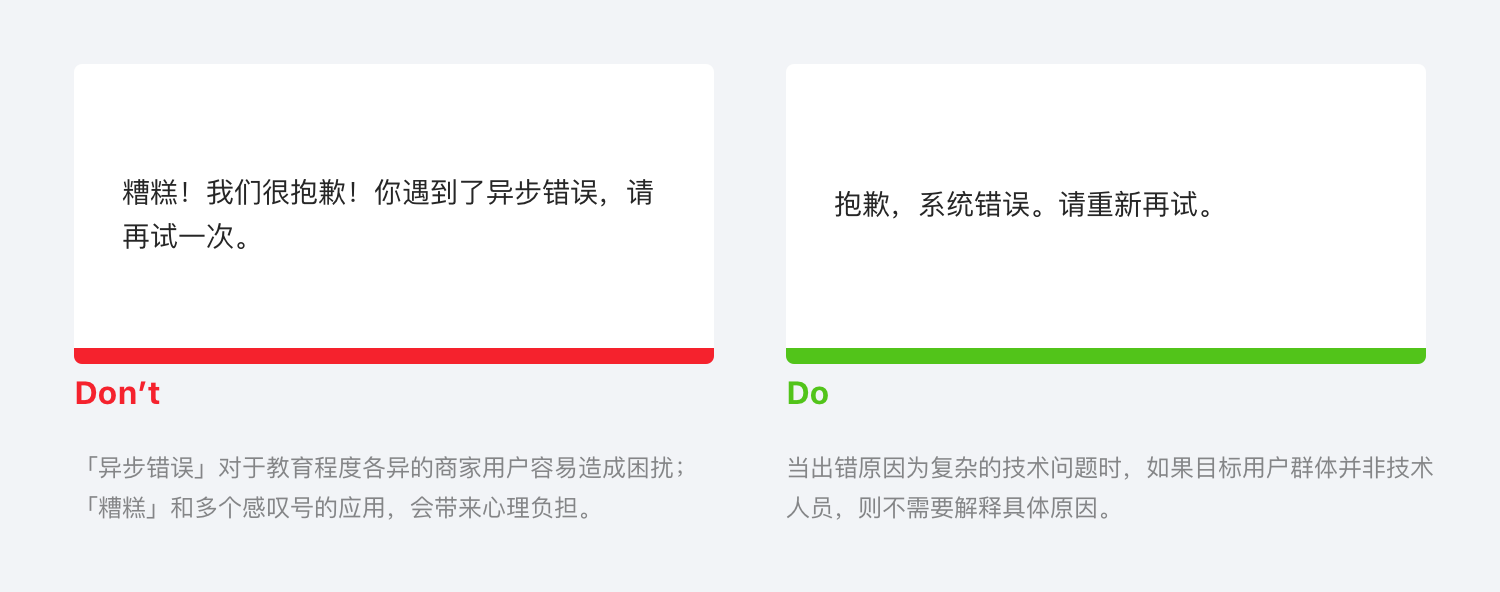 糟糕！我们很抱歉！你遇到了异步错误，请
再试一次。
Don’t
「异步错误」对于教育程度各异的商家用户容易造成困扰；
「糟糕」和多个感叹号的应用，会带来心理负担。
抱歉，系统错误。请重新再试。
Do
当出错原因为复杂的技术问题时，如果目标用户群体并非技术
人员，则不需要解释具体原因。